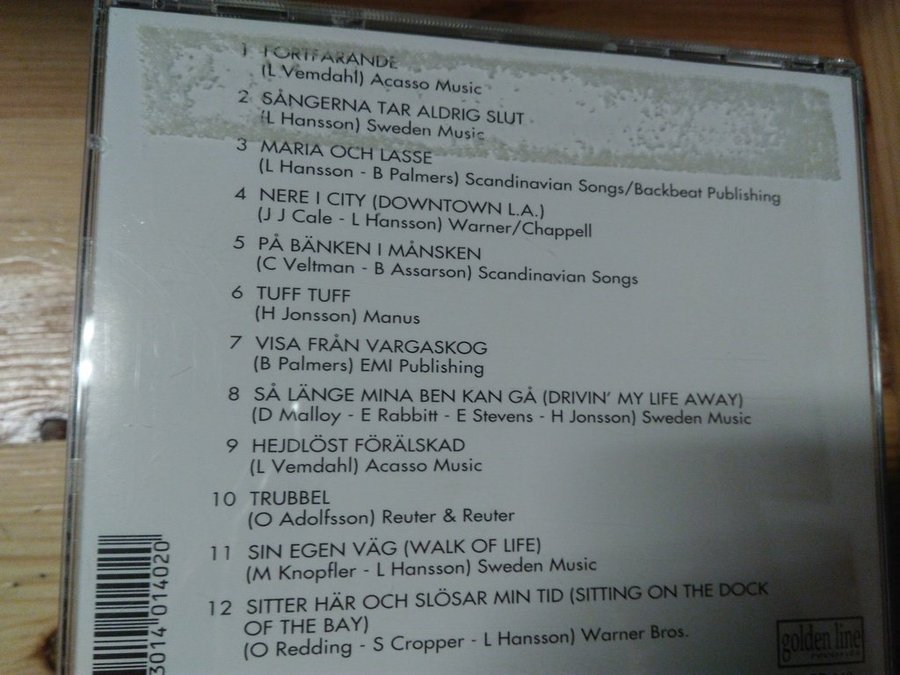 1 FORTFARANDE
(L Vemdahl) Acasso Music
2 SÅNGERNA TAR ALDRIG SLUT
(L Hansson) Sweden Music
3 MARIA OCH LASSE
(L Hansson - B Palmers) Scandinavian Songs/Backbeat Publishing
4 NERE I CITY (DOWNTOWN L.A.)
(J J Cale - L Hansson) Warner/Chappell
5 PÅ BÄNKEN I MÅNSKEN
(C Veltman - B Assarson) Scandinavian Songs
6 TUFF TUFF
(H Jonsson) Manus
7 VISA FRÅN VARGASKOG
(B Palmers) EMI Publishing
8 SÅ LÄNGE MINA BEN KAN GÅ (DRIVIN' MY LIFE AWAY)
(D Malloy - E Rabbitt - E Stevens - H Jonsson) Sweden Music
9 HEJDLÖST FÖRÄLSKAD
(L Vemdahl) Acasso Music
10 TRUBBEL
(O Adolfsson) Reuter & Reuter
11 SIN EGEN VÄG (WALK OF LIFE)
(M Knopfler - L Hansson) Sweden Music
12 SITTER HÄR OCH SLÖSAR MIN TID (SITTING ON THE DOCK
OF THE BAY)
(O Redding - S Cropper - L Hansson) Warner Bros.
3014 014020
golden line
records